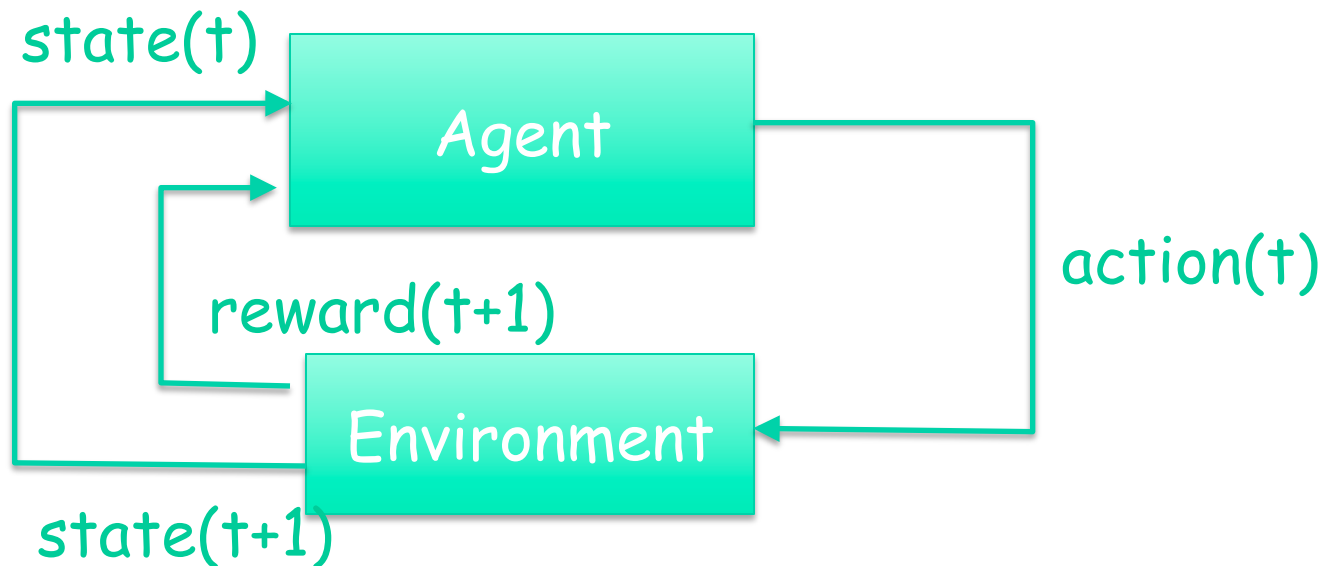 state(t)
Agent
action(t)
reward(t+1)
Environment
state(t+1)